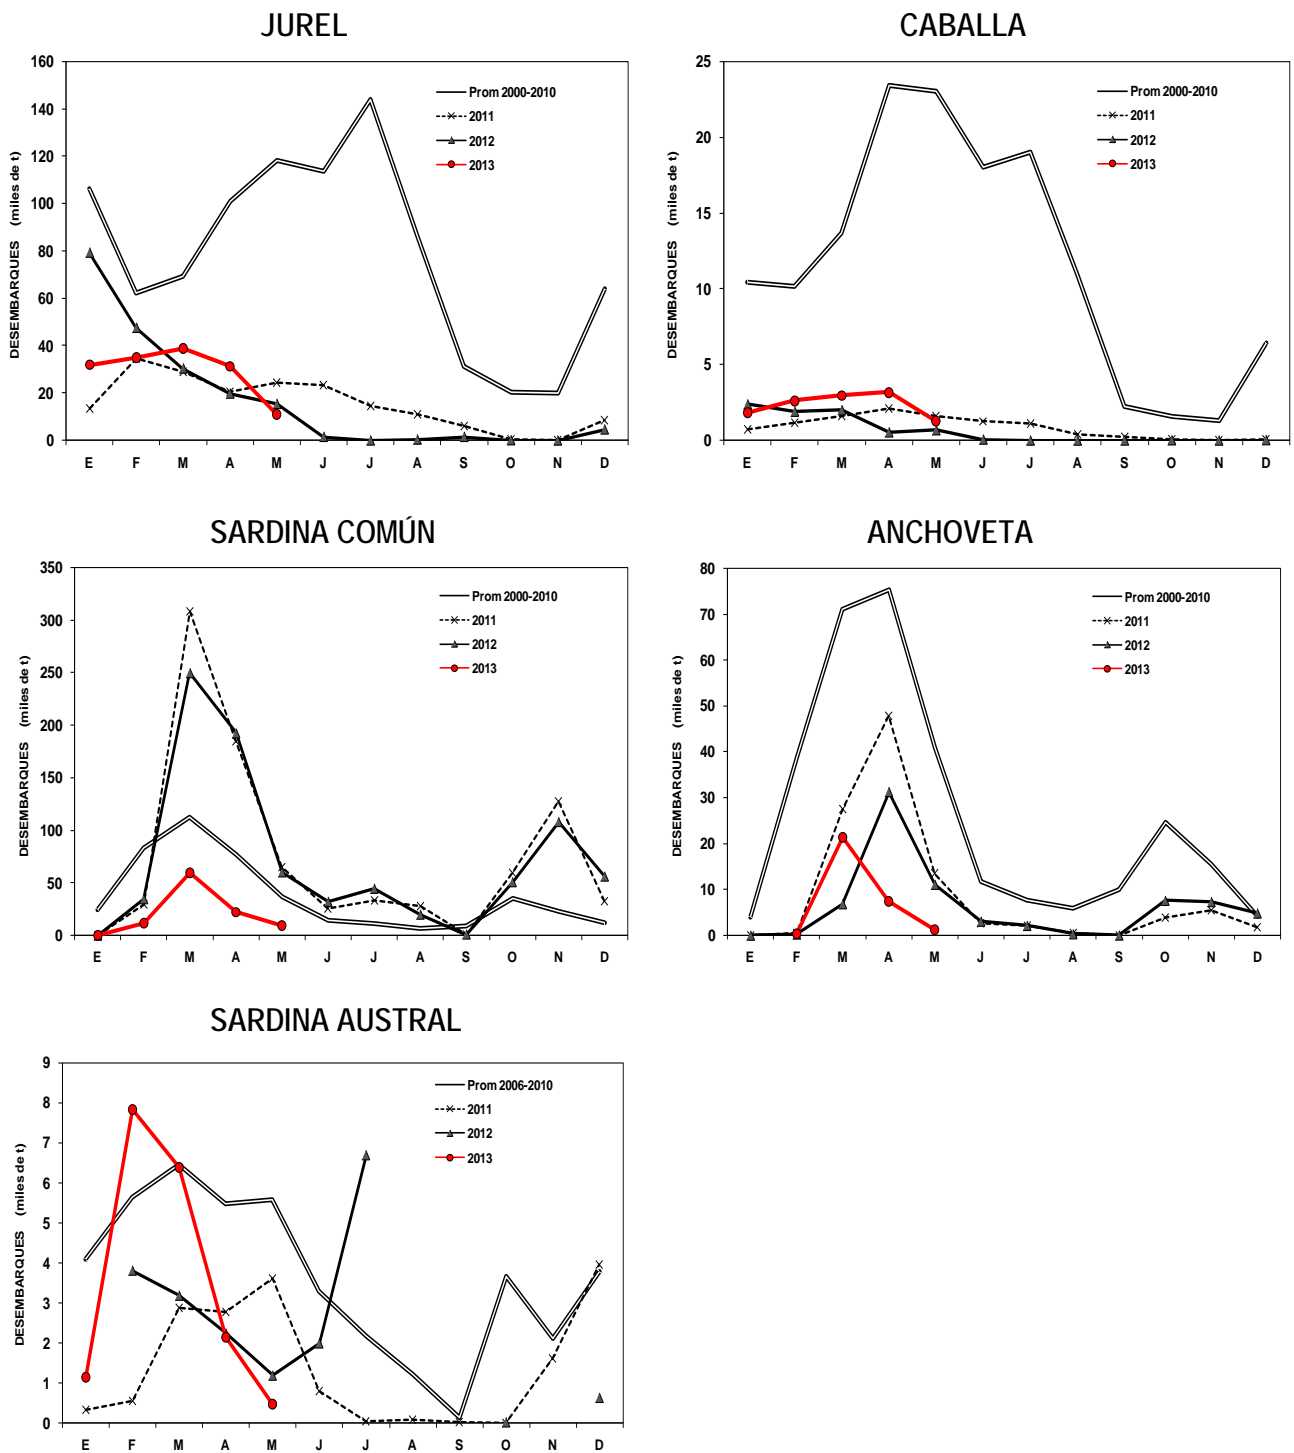 JUREL
DESEMBARQUES (miles de t)
160
140
120
100
80
60
40
20
0
E F M A M J J A S O N D
Prom 2000-2010
2011
2012
2013
CABALLA
DESEMBARQUES (miles de t)
25
20
15
10
5
0
E F M A M J J A S O N D
Prom 2000-2010
2011
2012
2013
SARDINA COMÚN
DESEMBARQUES (miles de t)
350
300
250
200
150
100
50
0
E F M A M J J A S O N D
Prom 2000-2010
2011
2012
2013
ANCHOVETA
DESEMBARQUES (miles de t)
80
70
60
50
40
30
20
10
0
E F M A M J J A S O N D
Prom 2000-2010
2011
2012
2013
SARDINA AUSTRAL
DESEMBARQUES (miles de t)
9
8
7
6
5
4
3
2
1
0
E F M A M J J A S O N D
Prom 2006-2010
2011
2012
2013